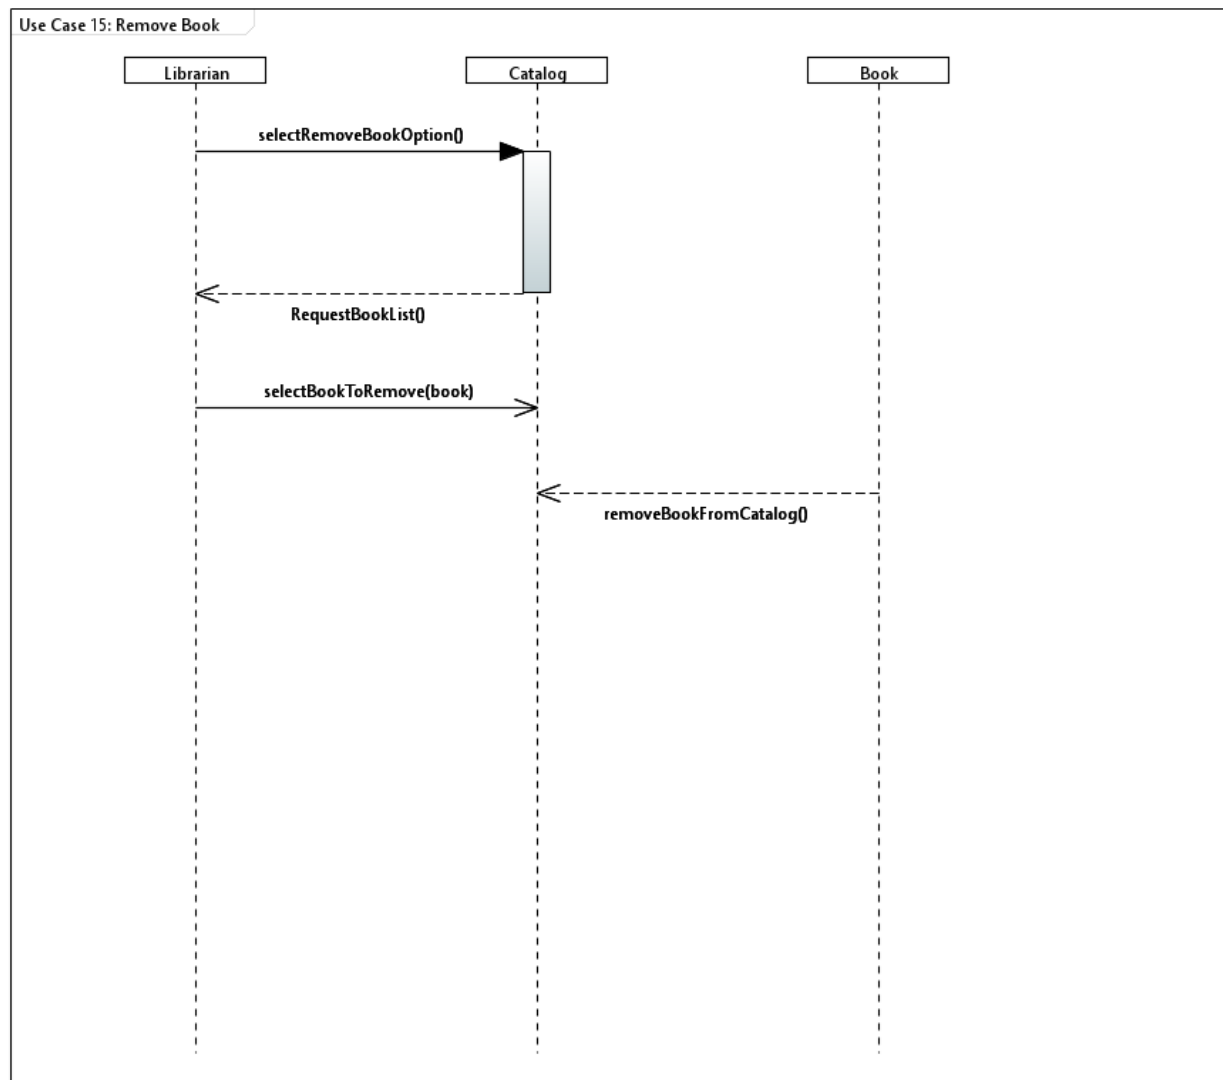 Use Case 15: Remove Book
Librarian
Catalog
Book
selectRemoveBookOption()
RequestBookList()
selectBookToRemove(book)
removeBookFromCatalog()